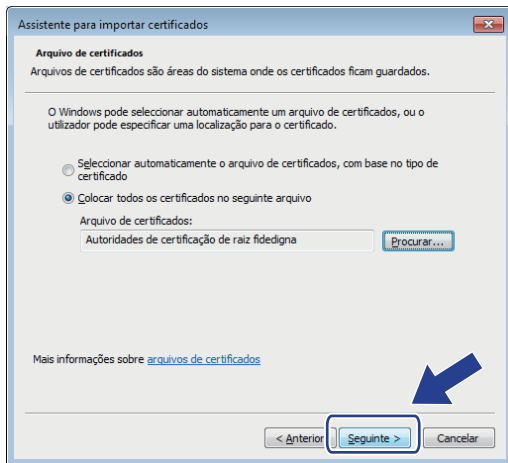 Assistente para importar certificados
Arquivo de certificados
Arquivos de certificados são áreas do sistema onde os certificados ficam guardados.
O Windows pode seleccionar automaticamente um arquivo de certificados, ou o
utilizador pode especificar uma localização para o certificado.
Seleccionar automaticamente o arquivo de certificados, com base no tipo de
certificado
Colocar todos os certificados no seguinte arquivo
Arquivo de certificados:
Autoridades de certificação de raiz fidedigna
Procurar...
Mais informações sobre arquivos de certificados
< Anterior
Seguinte >
Cancelar